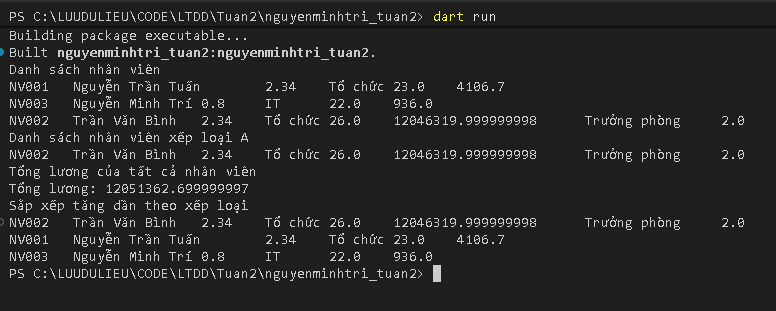 PS C:\LUUDULIEU\CODE\LTDD\Tuan2\nguyenminhtri_tuan2> dart run
Building package executable...
Built nguyenminhtri_tuan2:nguyenminhtri_tuan2.
Danh sách nhân viên
NV001 Nguyễn Trần Tuấn 2.34 Tổ chức 23.0 4106.7
NV003 Nguyễn Minh Trí 0.8 IT 22.0 936.0
NV002 Trần Văn Bình 2.34 Tổ chức 26.0 12046319.999999998 Trưởng phòng 2.0
Danh sách nhân viên xếp loại A
NV002 Trần Văn Bình 2.34 Tổ chức 26.0 12046319.999999998 Trưởng phòng 2.0
Tổng lương của tất cả nhân viên
Tổng lương: 12051362.699999997
Sắp xếp tăng dần theo xếp loại
NV002 Trần Văn Bình 2.34 Tổ chức 26.0 12046319.999999998 Trưởng phòng 2.0
NV001 Nguyễn Trần Tuấn 2.34 Tổ chức 23.0 4106.7
NV003 Nguyễn Minh Trí 0.8 IT 22.0 936.0
PS C:\LUUDULIEU\CODE\LTDD\Tuan2\nguyenminhtri_tuan2>